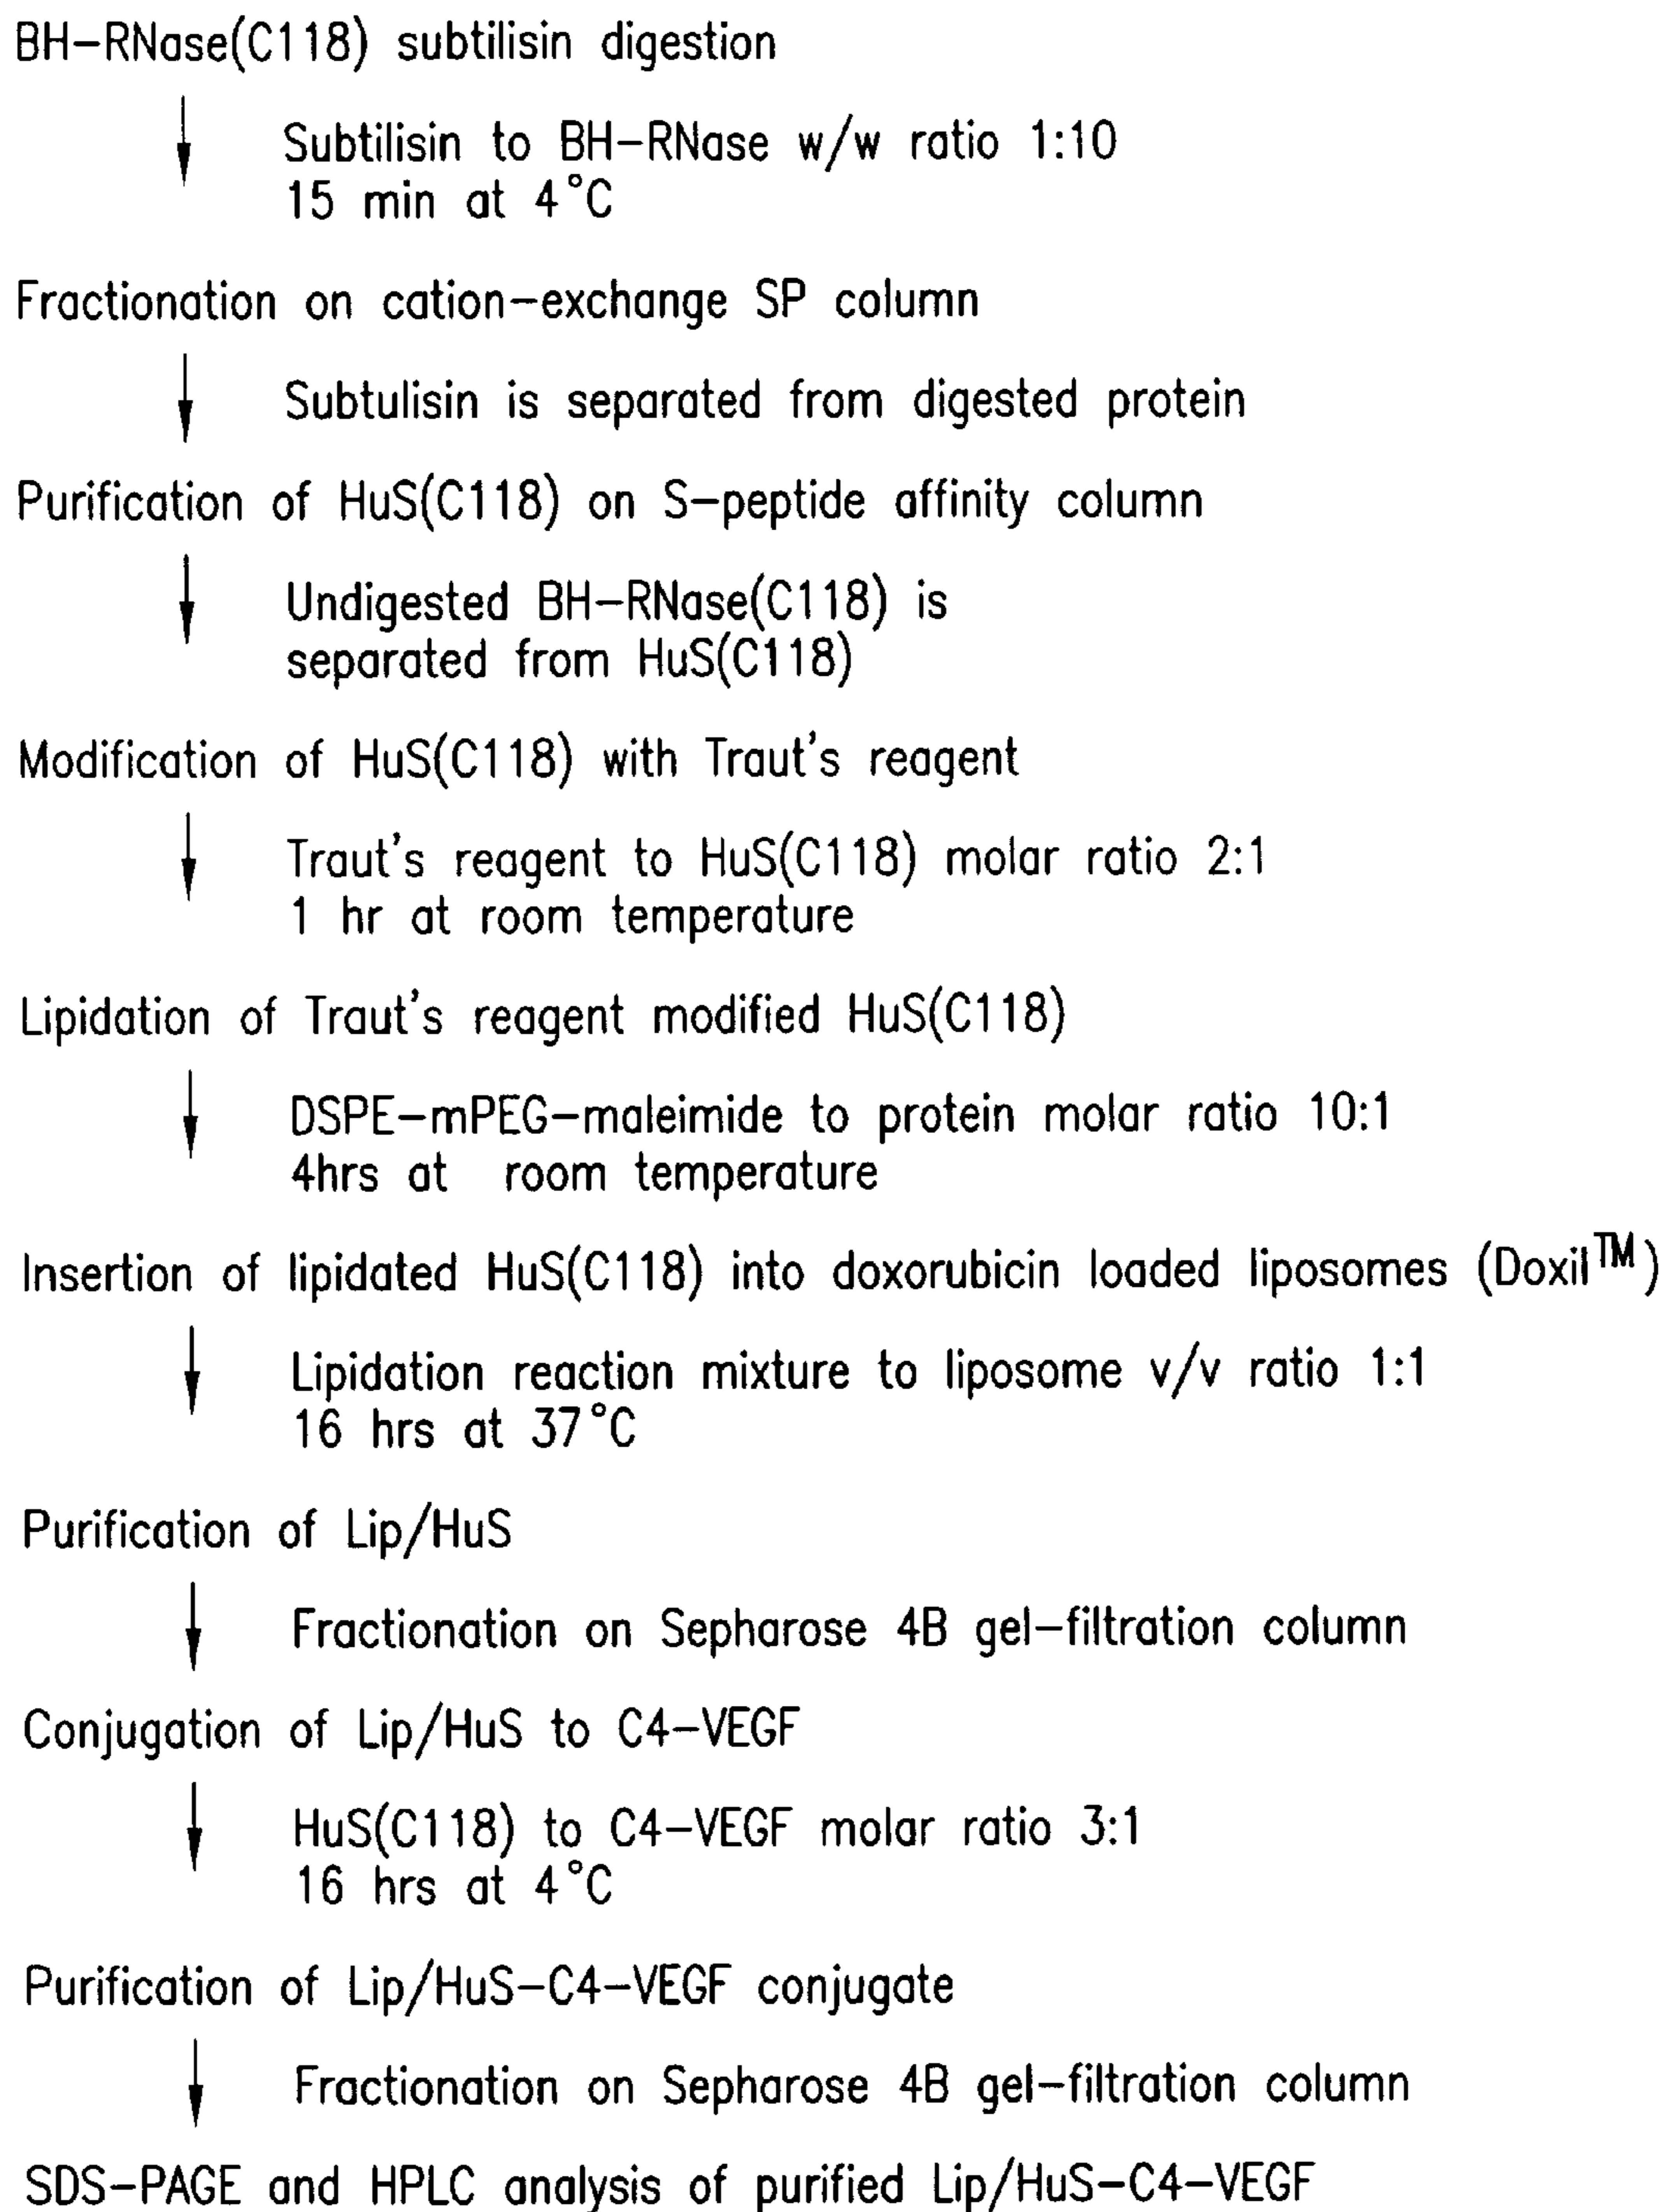 BH-RNase(C118) subtilisin digestion
Subtilisin to BH-RNase w/w ratio 1:10
15 min at 4°C
Fractionation on cation-exchange SP column
Subtulisin is separated from digested protein
Purification of HuS(C118) on S-peptide affinity column
Undigested BH-RNase(C118) is
separated from HuS(C118)
Modification of HuS(C118) with Traut's reagent
Traut's reagent to HuS(C118) molar ratio 2:1
1 hr at room temperature
Lipidation of Traut's reagent modified HuS(C118)
DSPE-mPEG-maleimide to protein molar ratio 10:1
4hrs at room temperature
Insertion of lipidated HuS(C118) into doxorubicin loaded liposomes (Doxil™)
Lipidation reaction mixture to liposome v/v ratio 1:1
16 hrs at 37°C
Purification of Lip/HuS
Fractionation on Sepharose 4B gel-filtration column
Conjugation of Lip/HuS to C4-VEGF
HuS(C118) to C4-VEGF molar ratio 3:1
16 hrs at 4°C
Purification of Lip/HuS-C4-VEGF conjugate
Fractionation on Sepharose 4B gel-filtration column
SDS-PAGE and HPLC analysis of purified Lip/HuS-C4-VEGF